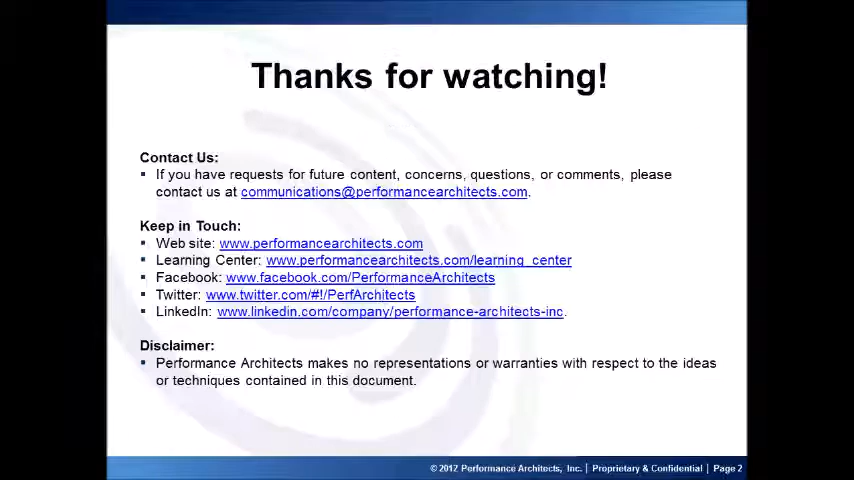 Thanks for watching!
Contact Us:
▪ If you have requests for future content, concerns, questions, or comments, please
contact us at communications@performancearchitects.com.
Keep in Touch:
▪ Web site: www.performancearchitects.com
▪ Learning Center: www.performancearchitects.com/learning_center
▪ Facebook: www.facebook.com/PerformanceArchitects
▪ Twitter: www.twitter.com/#!/PerfArchitects
▪ LinkedIn: www.linkedin.com/company/performance-architects-inc.
Disclaimer:
▪ Performance Architects makes no representations or warranties with respect to the ideas
or techniques contained in this document.
© 2012 Performance Architects, Inc. | Proprietary & Confidential | Page 2